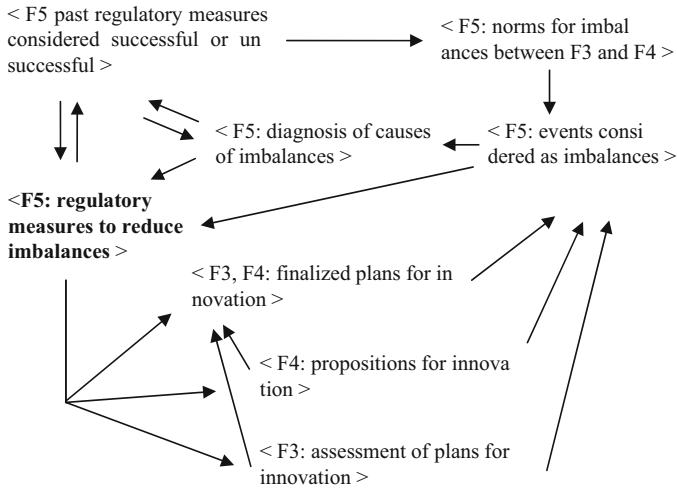 < F5 past regulatory measures
considered successful or un
successful >
< F5: norms for imbal
ances between F3 and F4 >
< F5: diagnosis of causes
of imbalances >
< F5: events consi
dered as imbalances >
<F5: regulatory
measures to reduce
imbalances >
< F3, F4: finalized plans for in
novation >
< F4: propositions for innova
tion >
< F3: assessment of plans for
innovation >